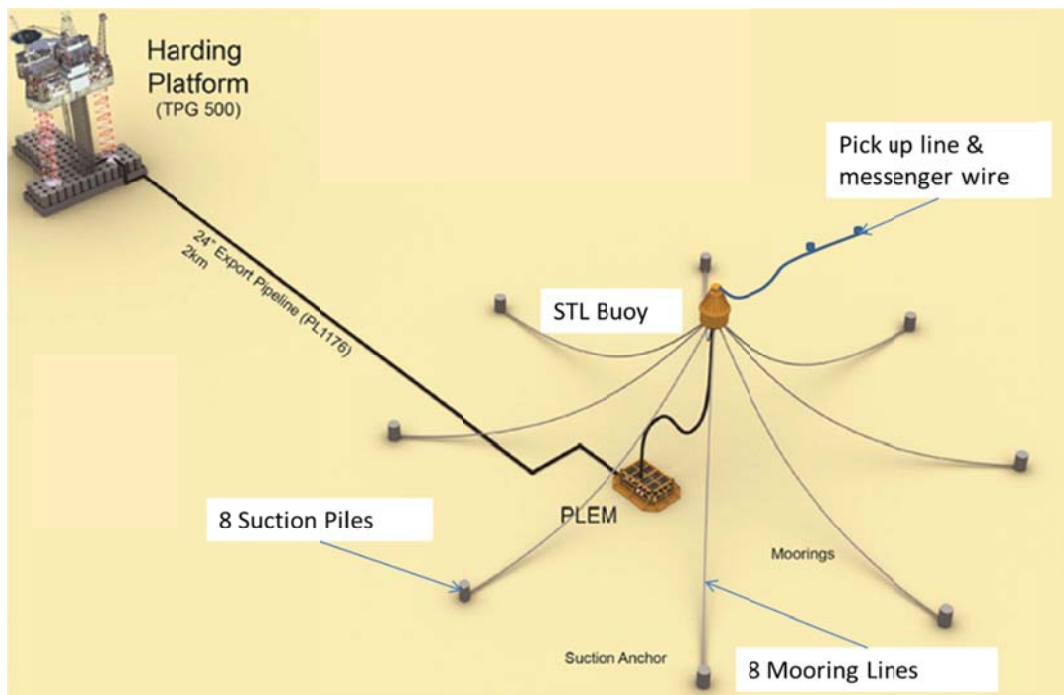 Harding
Platform
(TPG 500)
Pick up line &
messenger wire
24" Export Pipeline (PL1176)
2km
STL Buoy
8 Suction Piles
PLEM
Moorings
Suction Anchor
8 Mooring Lines